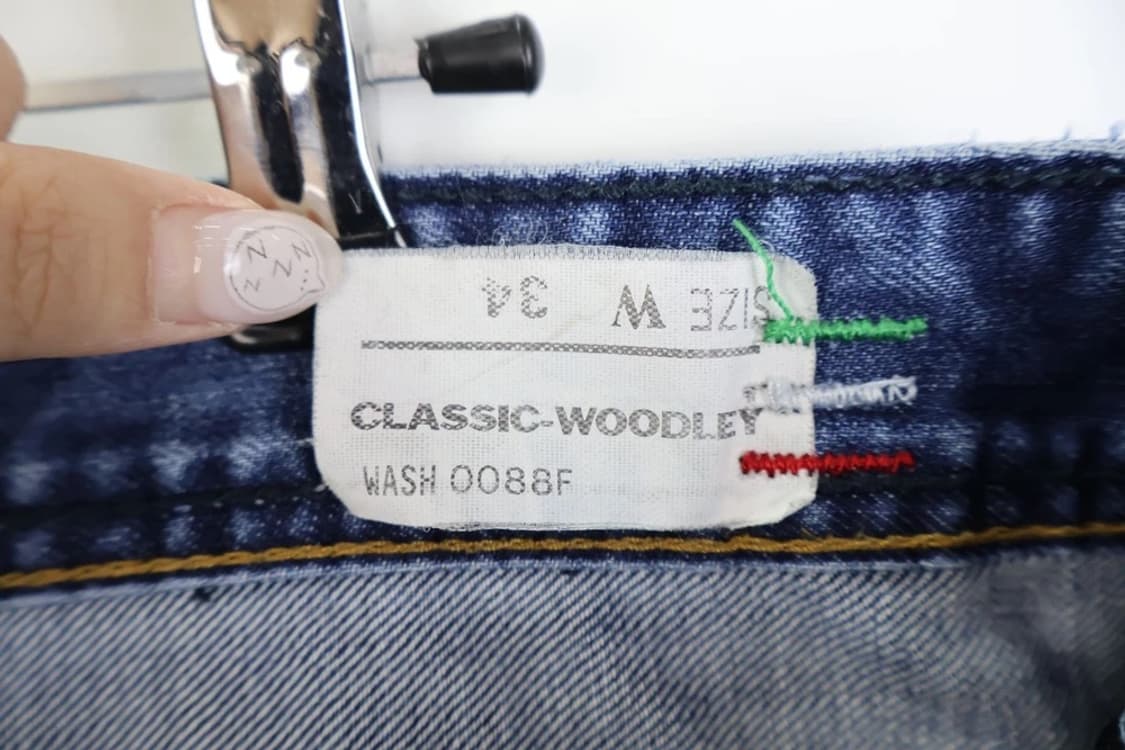 SIZE W 34
CLASSIC-WOODLEY
WASH 0088F
Z Z Z Z Z